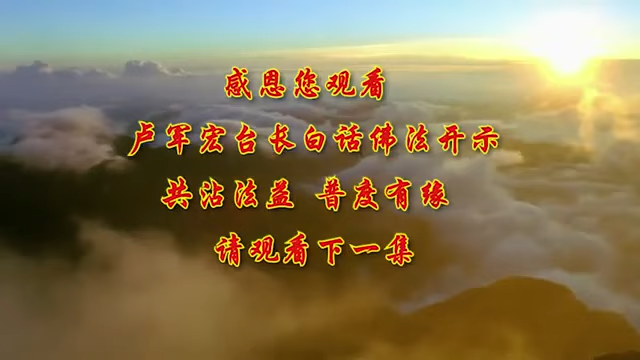 感恩您观看
卢军宏台长白话佛法开示
共沾法益 普度有缘
请观看下一集